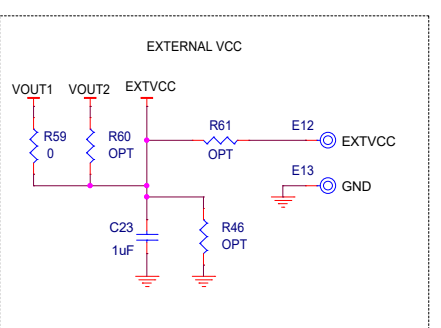 EXTERNAL VCC
VOUT1 VOUT2 EXTVCC
R59
0
R60
OPT
R61
OPT
E12
EXTVCC
E13
GND
C23
1uF
R46
OPT